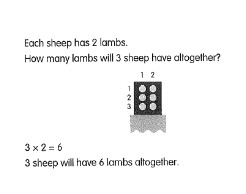 Each sheep has 2 lambs.
How many lambs will 3 sheep have altogether?
1 2
1
2
3
3 x 2 = 6
3 sheep will have 6 lambs altogether.